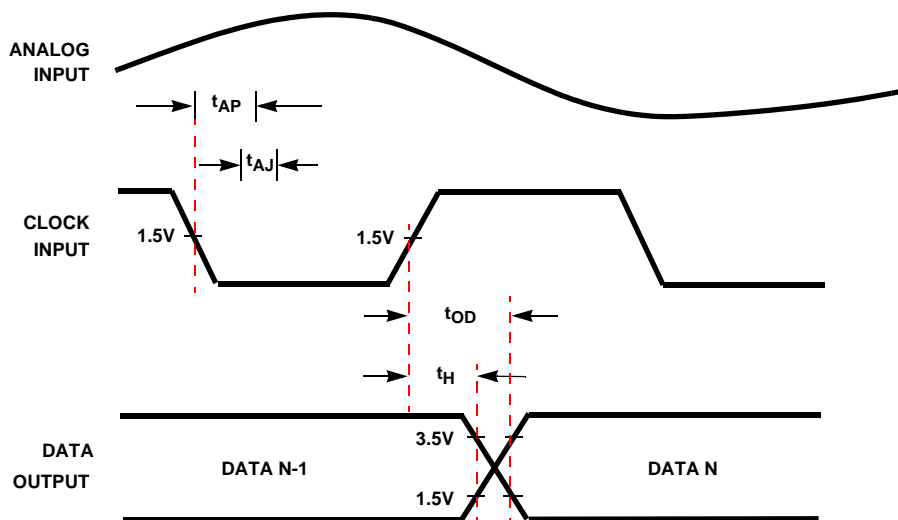 ANALOG
INPUT
tAP
tAJ
CLOCK
INPUT
1.5V
1.5V
tOD
tH
DATA
OUTPUT
3.5V
1.5V
DATA N-1
DATA N